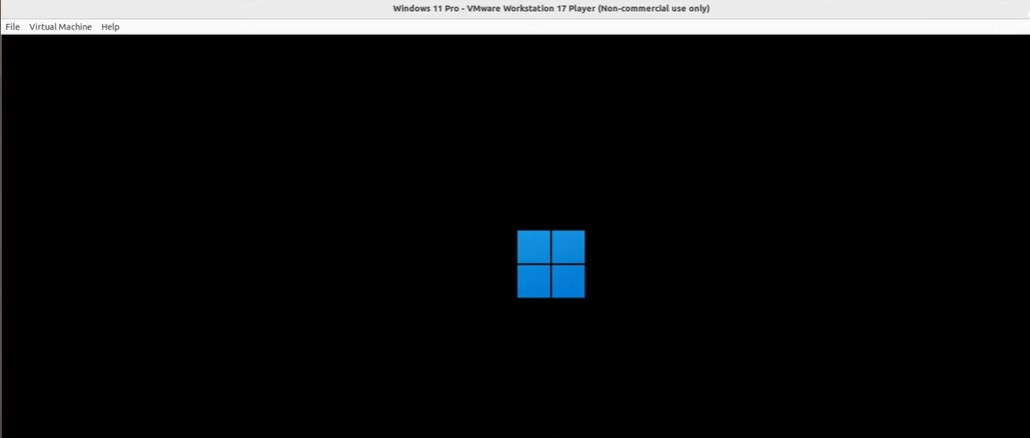 Windows 11 Pro - VMware Workstation 17 Player (Non-commercial use only)
File Virtual Machine Help